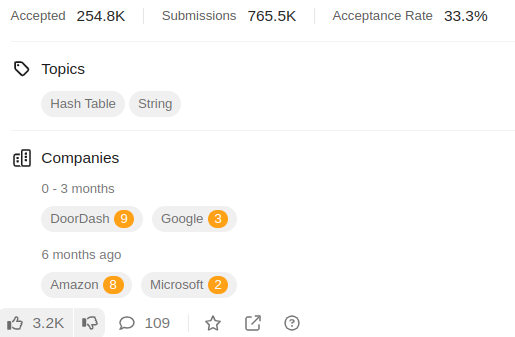 Accepted 254.8K Submissions 765.5K Acceptance Rate 33.3%
Topics
Hash Table String
Companies
0 - 3 months
DoorDash 9 Google 3
6 months ago
Amazon 8 Microsoft 2
3.2K 109